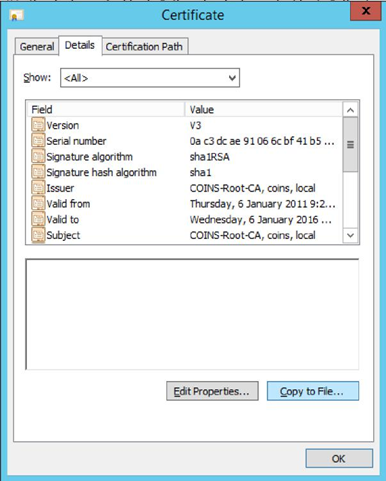 Certificate
x
General Details Certification Path
Show: <All>
Field Value
Version V3
Serial number 0a c3 dc ae 91 06 6c bf 41 b5 ...
Signature algorithm sha1RSA
Signature hash algorithm sha1
Issuer COINS-Root-CA, coins, local
Valid from Thursday, 6 January 2011 9:2...
Valid to Wednesday, 6 January 2016 ...
Subject COINS-Root-CA, coins, local
Edit Properties... Copy to File...
OK